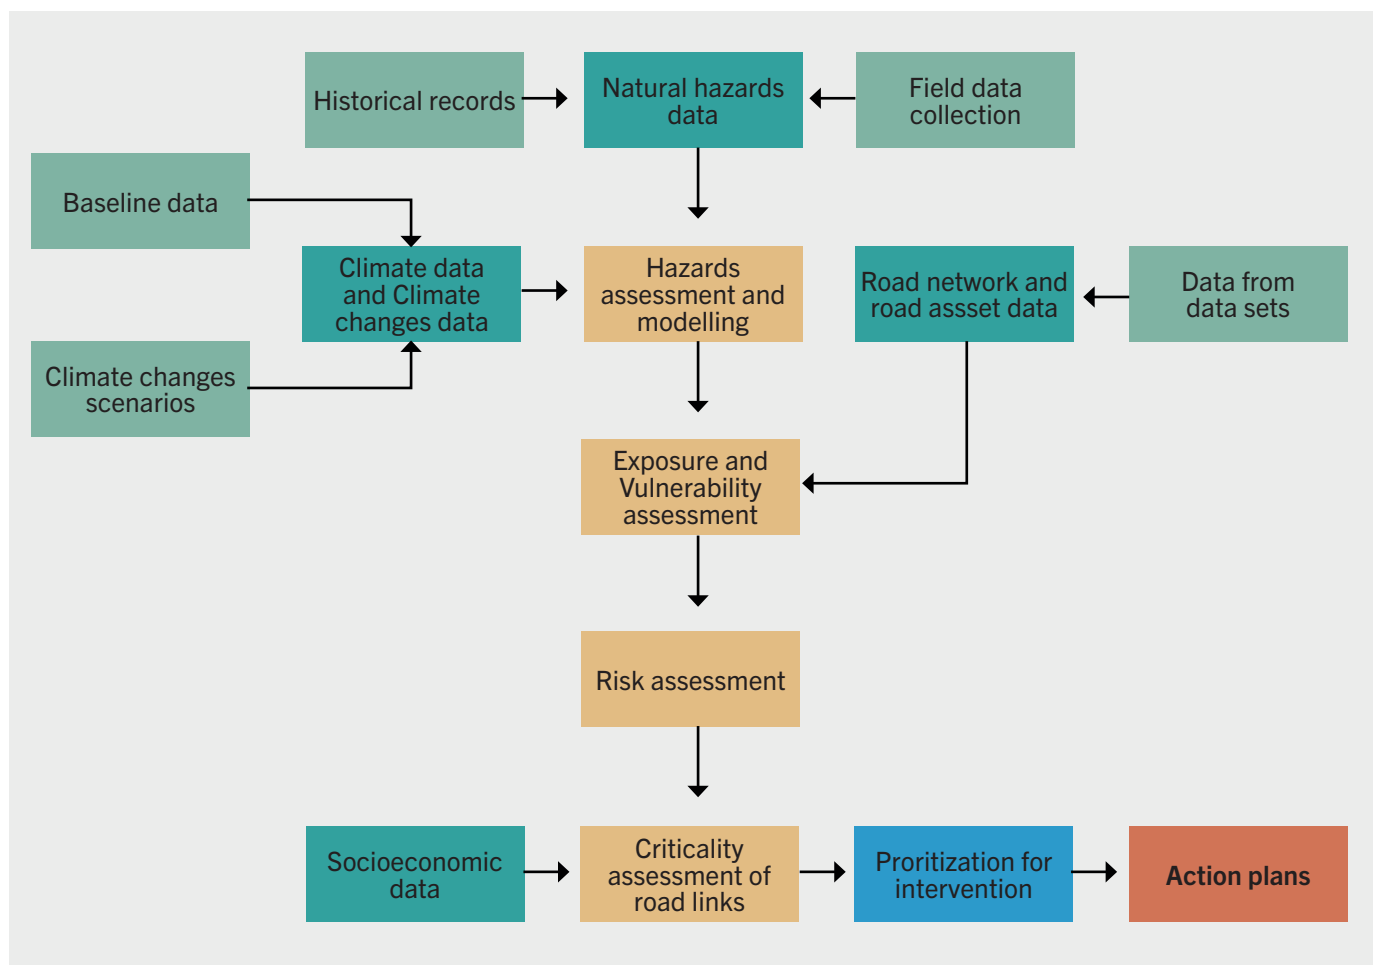 Historical records
Natural hazards
data
Field data
collection
Baseline data
Climate data
and Climate
changes data
Hazards
assessment and
modelling
Road network and
road assset data
Data from
data sets
Climate changes
scenarios
Exposure and
Vulnerability
assessment
Risk assessment
Socioeconomic
data
Criticality
assessment of
road links
Proritization for
intervention
Action plans